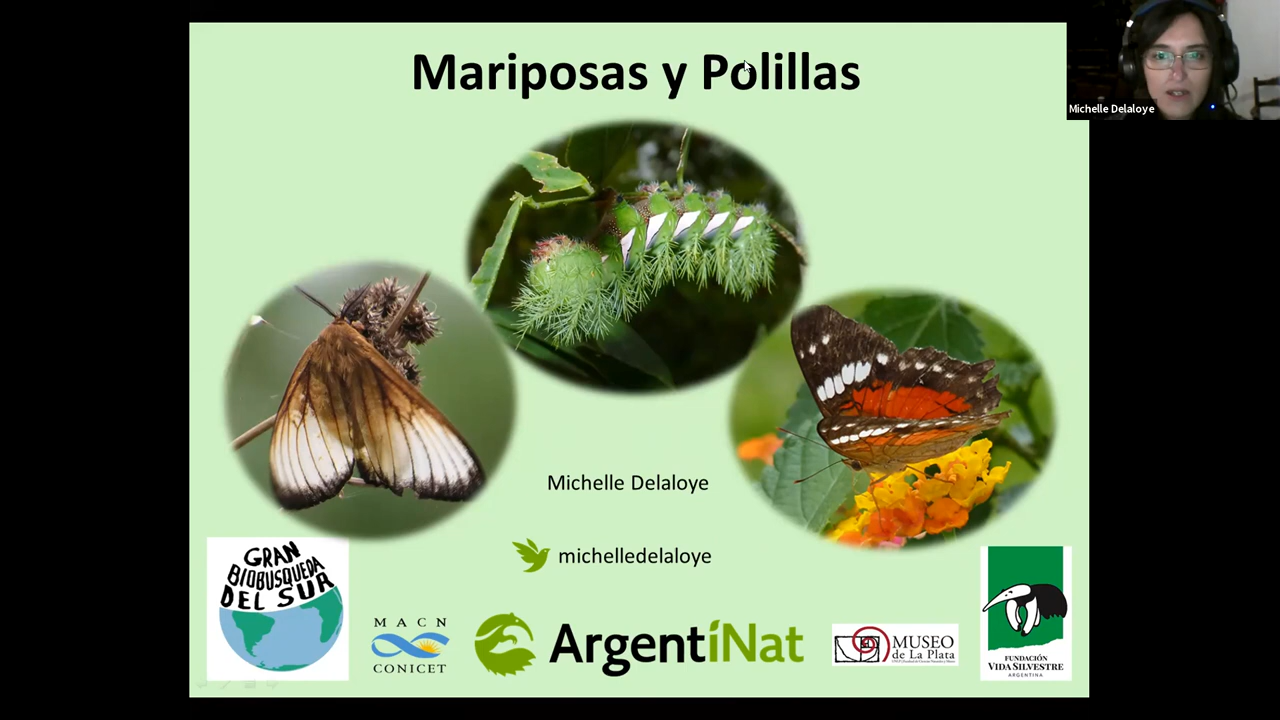 Mariposas y Polillas
Michelle Delaloye
Michelle Delaloye
michelledelaloye
GRAN
BIOBUSQUEDA
DEL SUR
MACN
CONICET
ArgentiNat
MUSEO
de La Plata
FUNDACIÓN
VIDA SILVESTRE
ARGENTINA